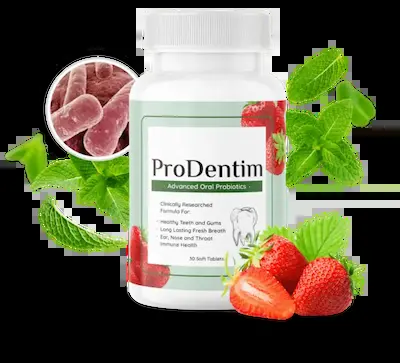 ProDentim
Advanced Oral Probiotics
Clinically Researched
Formula For:
- Healthy Teeth and Gums
- Long Lasting Fresh Breath
- Ear, Nose and Throat
Immune Health
30 Soft Tablets